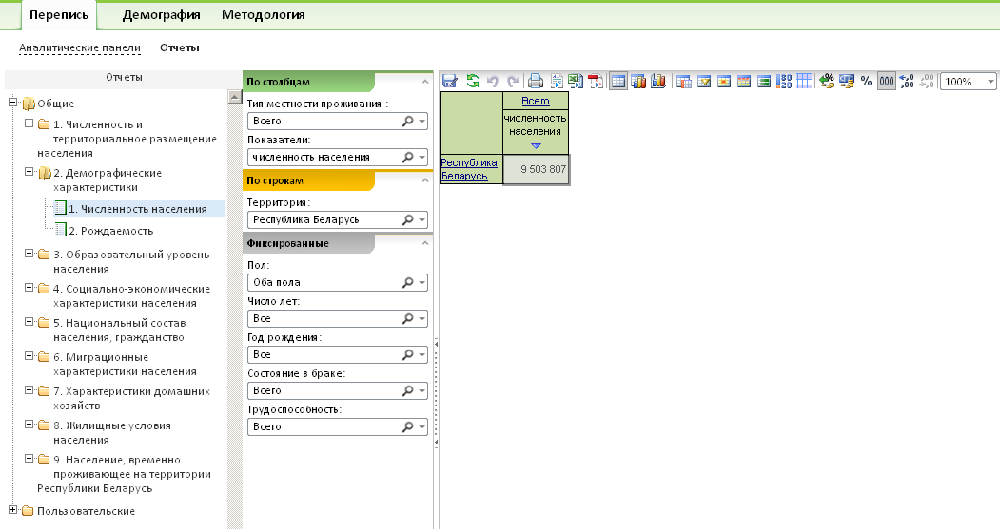 Перепись Демография Методология
Аналитические панели Отчеты
Отчеты
Общие
1. Численность и
территориальное размещение
населения
2. Демографические
характеристики
1. Численность населения
2. Рождаемость
3. Образовательный уровень
населения
4. Социально-экономические
характеристики населения
5. Национальный состав
населения, гражданство
6. Миграционные
характеристики населения
7. Характеристики домашних
хозяйств
8. Жилищные условия
населения
9. Население, временно
проживающее на территории
Республики Беларусь
Пользовательские
По столбцам
Тип местности проживания :
Всего
Показатели:
численность населения
По строкам
Территория:
Республика Беларусь
Фиксированные
Пол:
Оба пола
Число лет:
Все
Год рождения:
Все
Состояние в браке:
Всего
Трудоспособность:
Всего
% 000 ,00 ,00 100%
Всего
численность
населения
Республика
Беларусь
9 503 807